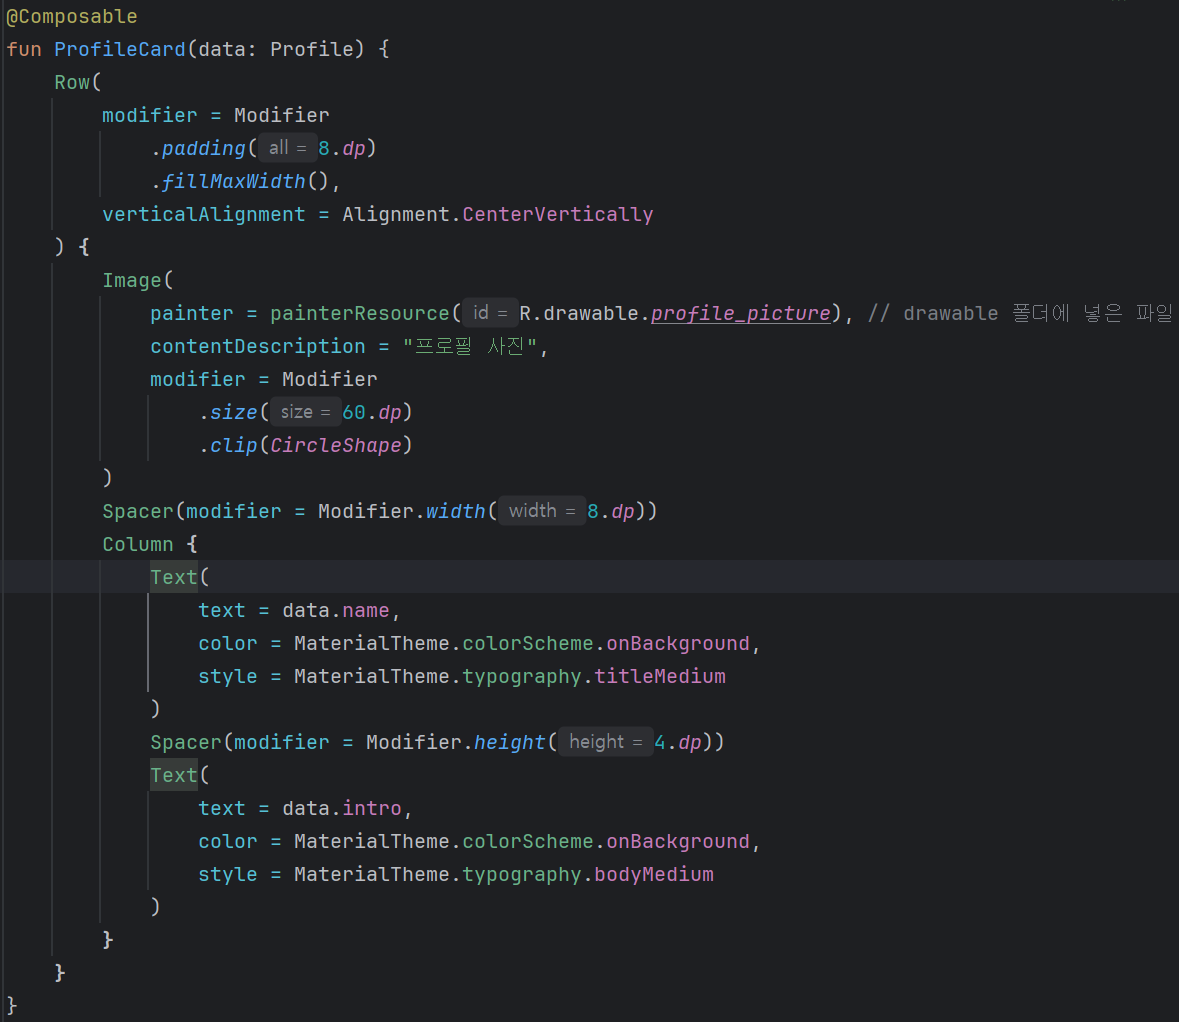 @Composable
fun ProfileCard(data: Profile) {
    Row(
        modifier = Modifier
            .padding( all = 8.dp)
            .fillMaxWidth(),
        verticalAlignment = Alignment.CenterVertically
    ) {
        Image(
            painter = painterResource( id = R.drawable.profile_picture), // drawable 폴더에 넣은 파일
            contentDescription = "프로필 사진",
            modifier = Modifier
                .size( size = 60.dp)
                .clip(CircleShape)
        )
        Spacer(modifier = Modifier.width( width = 8.dp))
        Column {
            Text(
                text = data.name,
                color = MaterialTheme.colorScheme.onBackground,
                style = MaterialTheme.typography.titleMedium
            )
            Spacer(modifier = Modifier.height( height = 4.dp))
            Text(
                text = data.intro,
                color = MaterialTheme.colorScheme.onBackground,
                style = MaterialTheme.typography.bodyMedium
            )
        }
    }
}